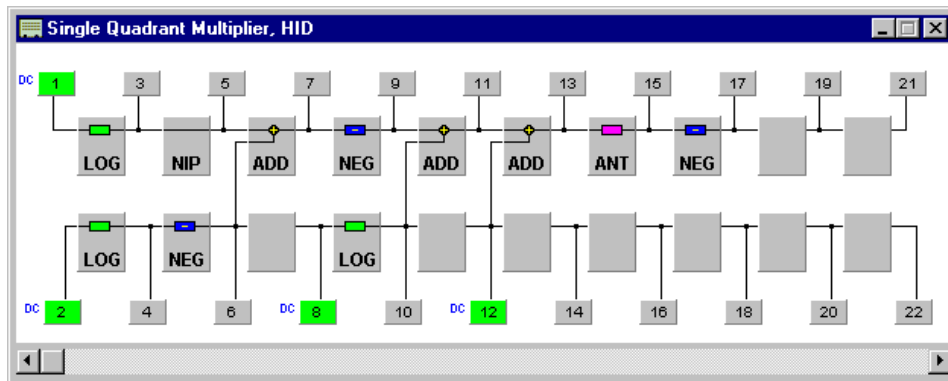 Single Quadrant Multiplier, HID
DC 1 3 5 7 9 11 13 15 17 19 21
LOG NIP ADD NEG ADD ADD ANT NEG
LOG NEG LOG
DC 2 4 6 DC 8 10 DC 12 14 16 18 20 22